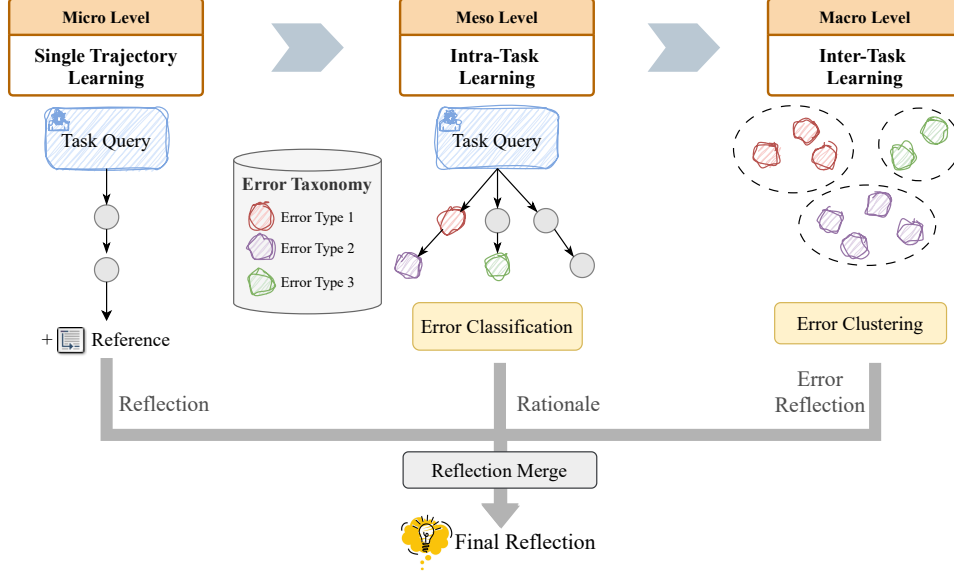 Micro Level
Single Trajectory
Learning
Meso Level
Intra-Task
Learning
Macro Level
Inter-Task
Learning
Task Query
+ Reference
Error Taxonomy
Error Type 1
Error Type 2
Error Type 3
Task Query
Error Classification
Error Clustering
Reflection
Rationale
Error
Reflection
Reflection Merge
Final Reflection